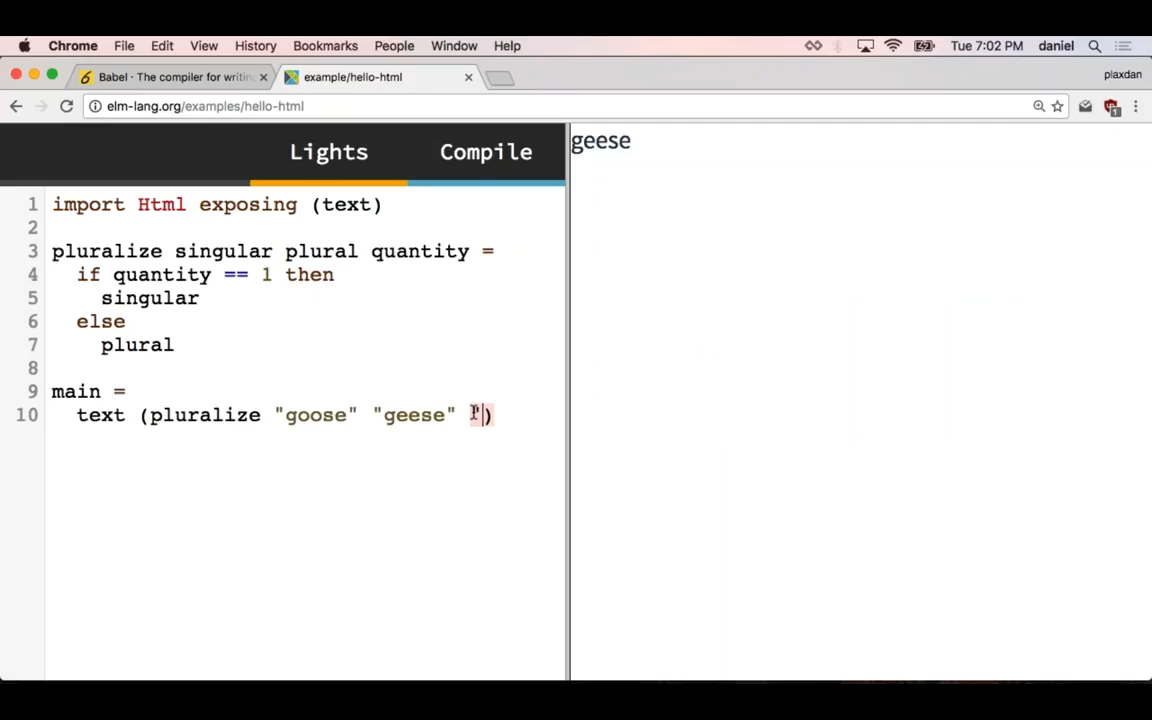 Chrome File Edit View History Bookmarks People Window Help Tue 7:02 PM daniel
Babel · The compiler for writin example/hello-html plaxdan
elm-lang.org/examples/hello-html
Lights Compile
1 import Html exposing (text)
2
3 pluralize singular plural quantity =
4 if quantity == 1 then
5 singular
6 else
7 plural
8
9 main =
10 text (pluralize "goose" "geese" )
geese